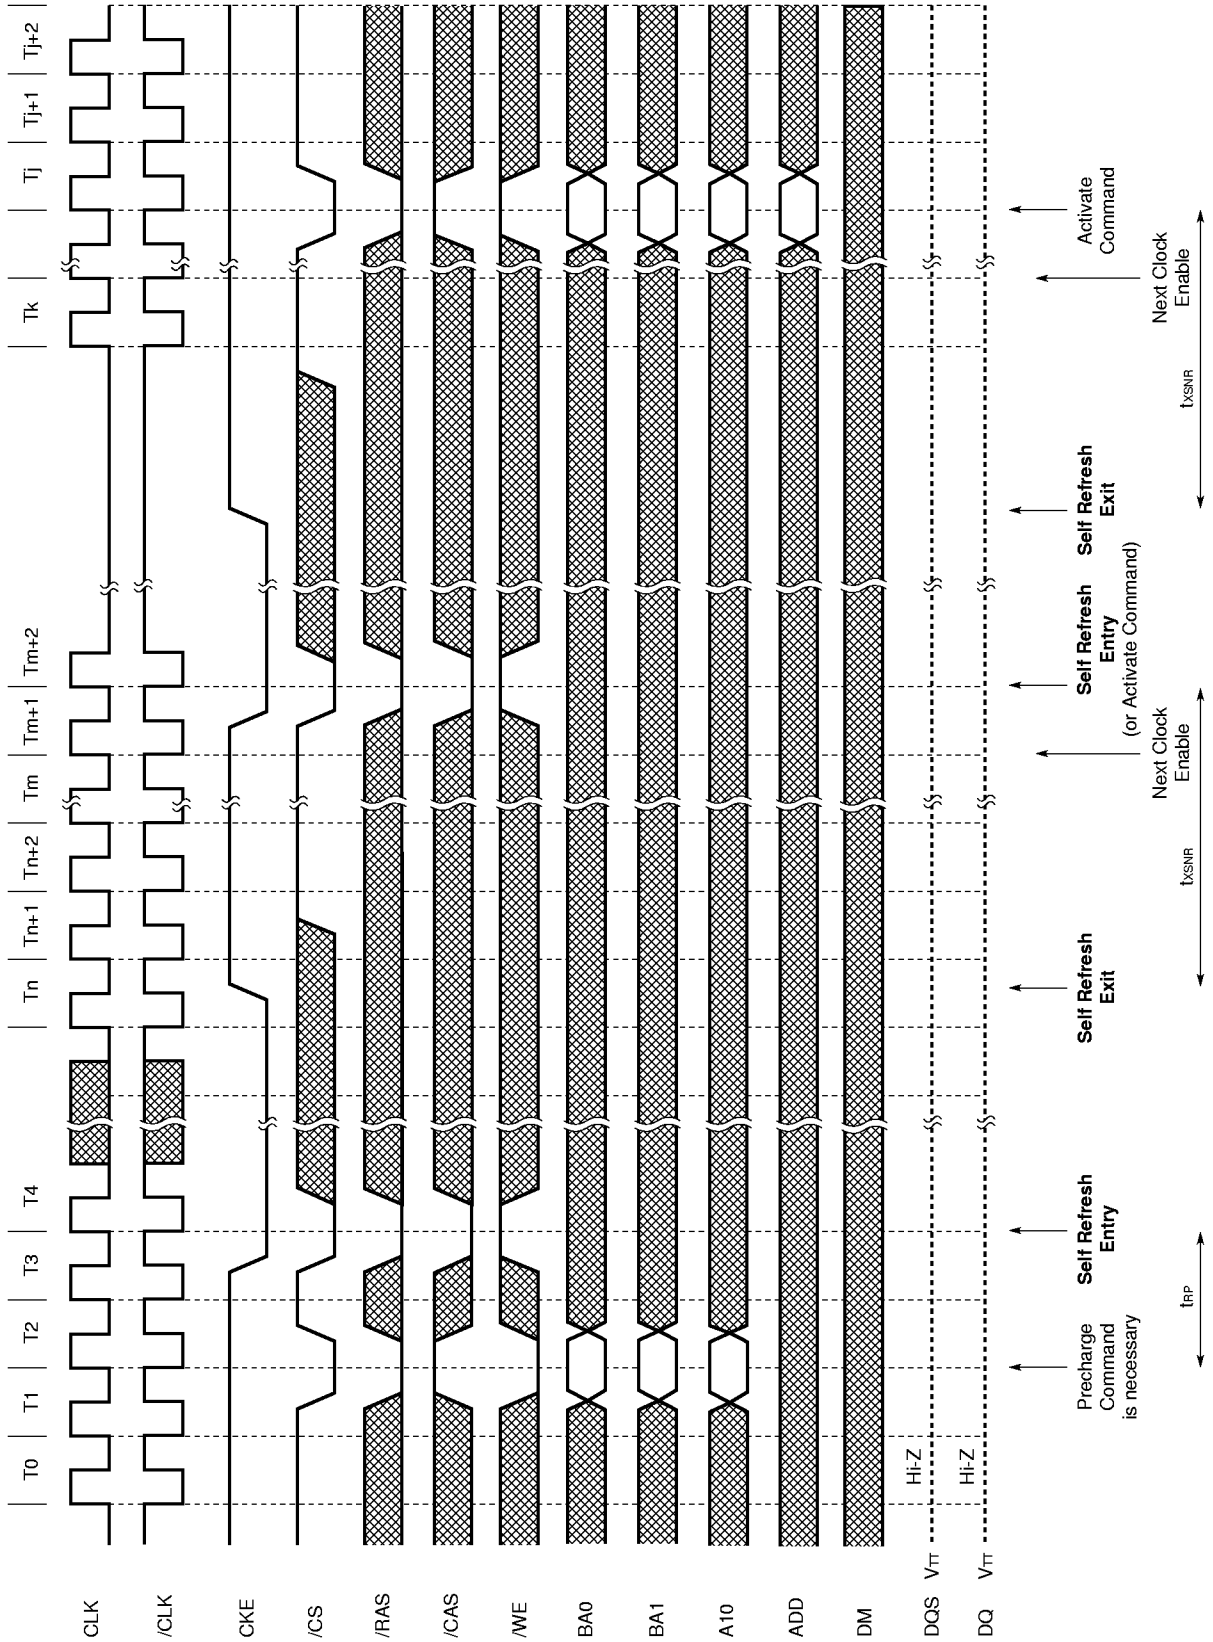 T0 T1 T2 T3 T4 Tn Tn+1 Tn+2 Tm Tm+1 Tm+2 Tk Tj Tj+1 Tj+2
CLK
/CLK
CKE
/CS
/RAS
/CAS
/WE
BA0
BA1
A10
ADD
DM
Hi-Z
DQS VTT
Hi-Z
DQ VTT
Precharge
Command
is necessary
Self Refresh
Entry
Self Refresh
Exit
Self Refresh
Entry
(or Activate Command)
Self Refresh
Exit
Activate
Command
Next Clock
Enable
Next Clock
Enable
tRP
tXSNR
tXSNR